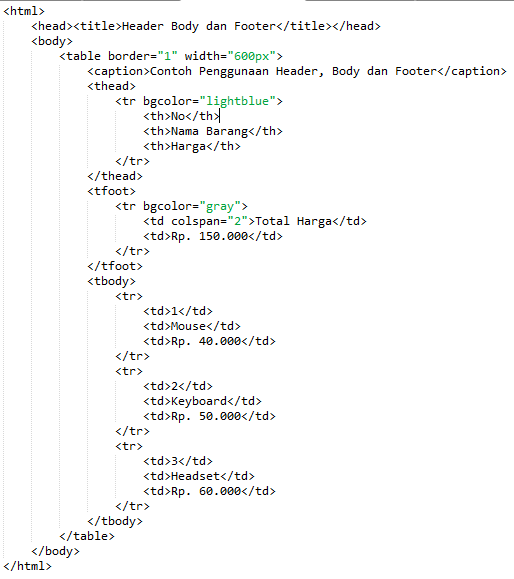 <html>
<head><title>Header Body dan Footer</title></head>
<body>
<table border="1" width="600px">
<caption>Contoh Penggunaan Header, Body dan Footer</caption>
<thead>
<tr bgcolor="lightblue">
<th>No</th>
<th>Nama Barang</th>
<th>Harga</th>
</tr>
</thead>
<tfoot>
<tr bgcolor="gray">
<td colspan="2">Total Harga</td>
<td>Rp. 150.000</td>
</tr>
</tfoot>
<tbody>
<tr>
<td>1</td>
<td>Mouse</td>
<td>Rp. 40.000</td>
</tr>
<tr>
<td>2</td>
<td>Keyboard</td>
<td>Rp. 50.000</td>
</tr>
<tr>
<td>3</td>
<td>Headset</td>
<td>Rp. 60.000</td>
</tr>
</tbody>
</table>
</body>
</html>